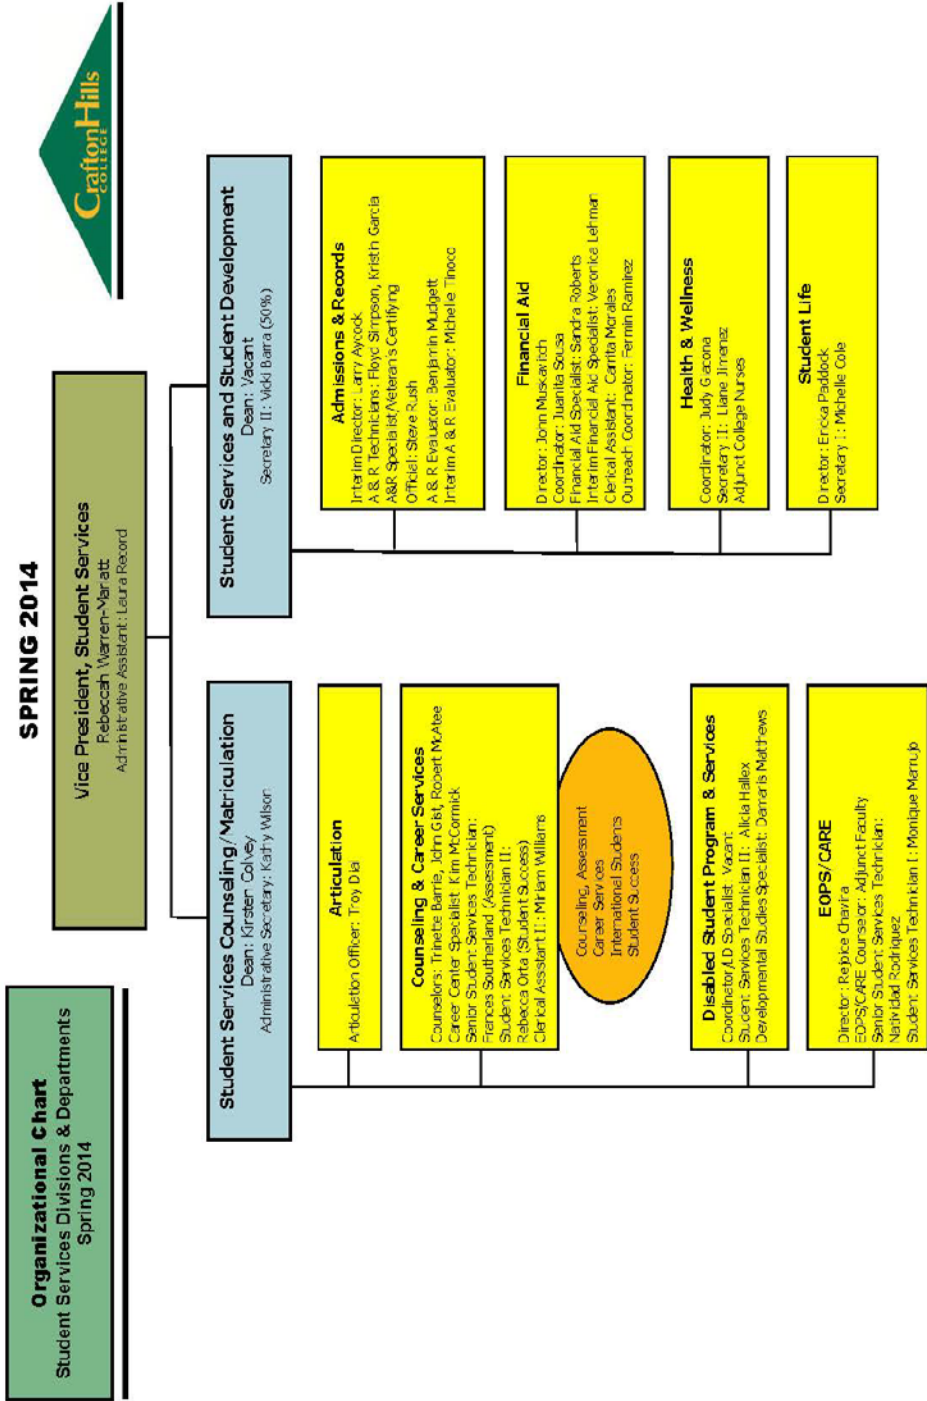 Organizational Chart
Student Services Divisions & Departments
Spring 2014
SPRING 2014
CraftonHills
COLLEGE
Vice President, Student Services
Rebeccah Warren-Marlatt
Administrative Assistant: Laura Record
Student Services Counseling/Matriculation
Dean: Kirsten Colvey
Administrative Secretary: Kathy Wilson
Articulation
Articulation Officer: Troy Dial
Counseling & Career Services
Counselors: Trinette Barrie, John Gist, Robert McAtee
Career Center Specialist: Kim McCormick
Senior Student Services Technician:
Frances Southerland (Assessment)
Student Services Technician II:
Rebecca Orta (Student Success)
Clerical Assistant II: Miriam Williams
Counseling, Assessment
Career Services
International Students
Student Success
Disabled Student Program & Services
Coordinator/LD Specialist: Vacant
Student Services Technician II: Alicia Hallex
Developmental Studies Specialist: Damaris Matthews
EOPS/CARE
Director: Rejoice Chavira
EOPS/CARE Counselor: Adjunct Faculty
Senior Student Services Technician:
Natividad Rodriquez
Student Services Technician I: Monique Marrujo
Student Services and Student Development
Dean: Vacant
Secretary II: Vicki Barra (50%)
Admissions & Records
Interim Director: Larry Aycock
A & R Technicians: Floyd Simpson, Kristin Garcia
A&R Specialist/Veteran's Certifying
Official: Steve Rush
A & R Evaluator: Benjamin Mudgett
Interim A & R Evaluator: Michelle Tinoco
Financial Aid
Director: John Muskavitch
Coordinator: Juanita Sousa
Financial Aid Specialist: Sandra Roberts
Interim Financial Aid Specialist: Veronica Lehman
Clerical Assistant: Carrita Morales
Outreach Coordinator: Fermin Ramirez
Health & Wellness
Coordinator: Judy Giacona
Secretary II: Liane Jimenez
Adjunct College Nurses
Student Life
Director: Ericka Paddock
Secretary I: Michelle Cole